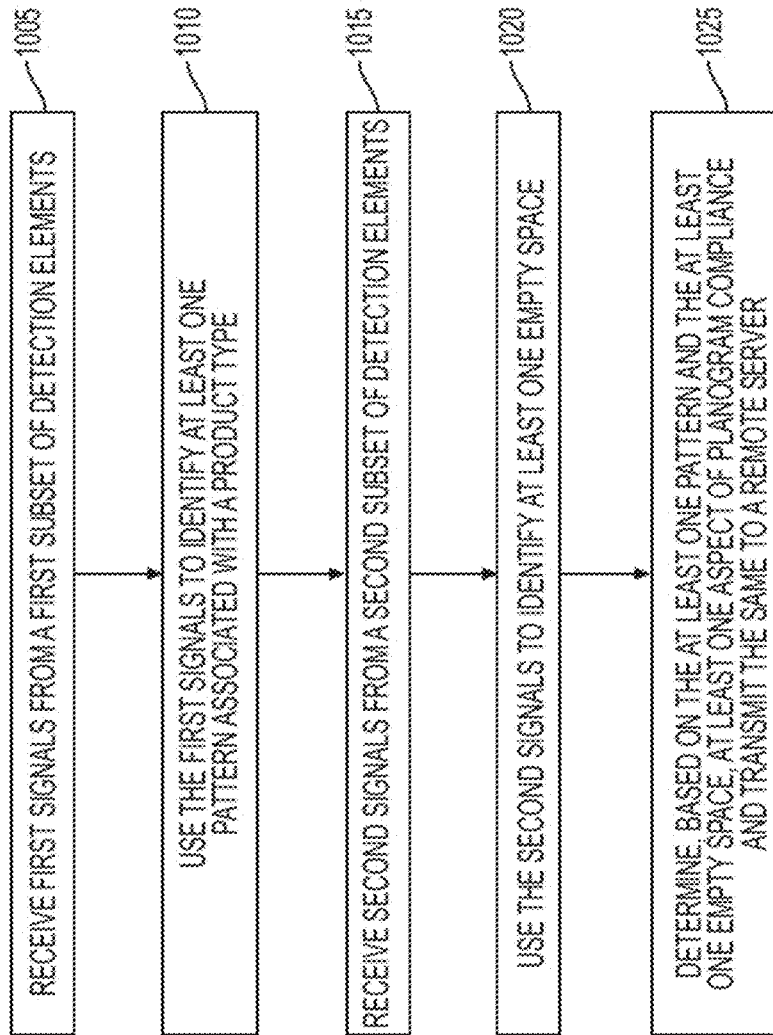 RECEIVE FIRST SIGNALS FROM A FIRST SUBSET OF DETECTION ELEMENTS
1005
USE THE FIRST SIGNALS TO IDENTIFY AT LEAST ONE
PATTERN ASSOCIATED WITH A PRODUCT TYPE
1010
RECEIVE SECOND SIGNALS FROM A SECOND SUBSET OF DETECTION ELEMENTS
1015
USE THE SECOND SIGNALS TO IDENTIFY AT LEAST ONE EMPTY SPACE
1020
DETERMINE, BASED ON THE AT LEAST ONE PATTERN AND THE AT LEAST
ONE EMPTY SPACE, AT LEAST ONE ASPECT OF PLANOGRAM COMPLIANCE
AND TRANSMIT THE SAME TO A REMOTE SERVER
1025